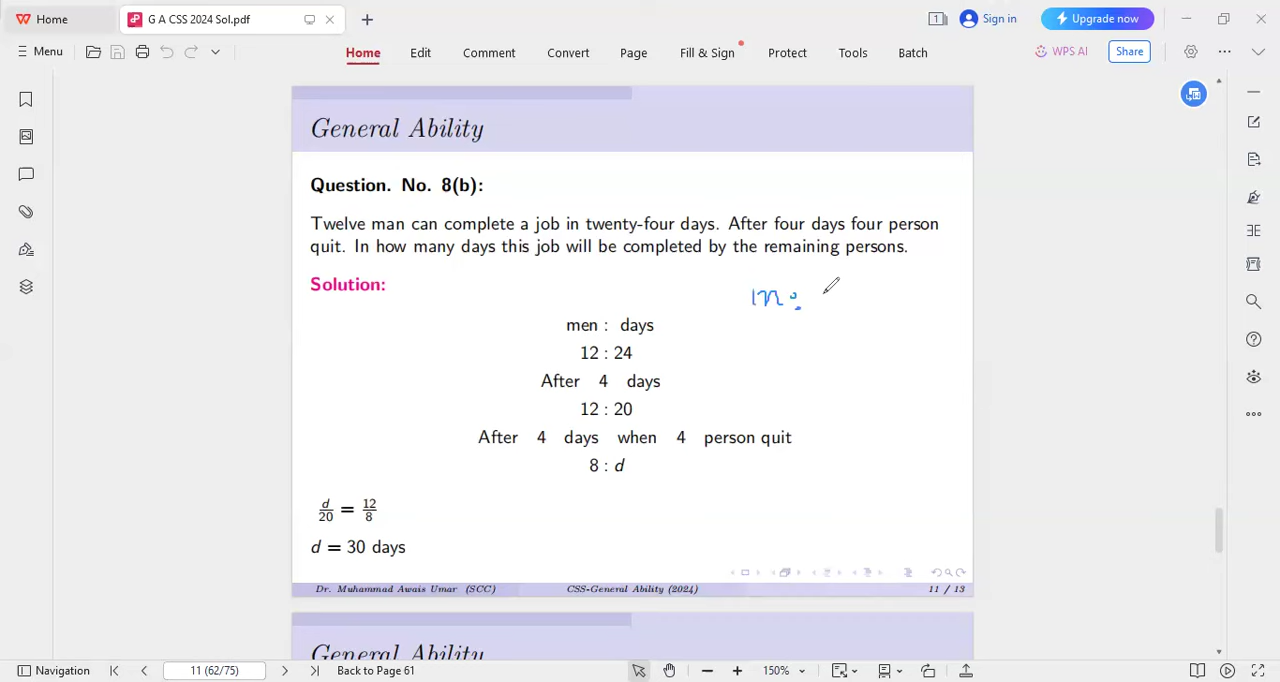 Home
G A CSS 2024 Sol.pdf
1
Sign in
Upgrade now
Menu
Home Edit Comment Convert Page Fill & Sign Protect Tools Batch
WPS AI
Share
General Ability
Question. No. 8(b):
Twelve man can complete a job in twenty-four days. After four days four person
quit. In how many days this job will be completed by the remaining persons.
Solution:
m:
men : days
12 : 24
After 4 days
12 : 20
After 4 days when 4 person quit
8 : d
d/20 = 12/8
d = 30 days
Dr. Muhammad Awais Umar (SCC) CSS-General Ability (2024) 11 / 13
General Ability
Navigation
11 (62/75)
Back to Page 61
150%